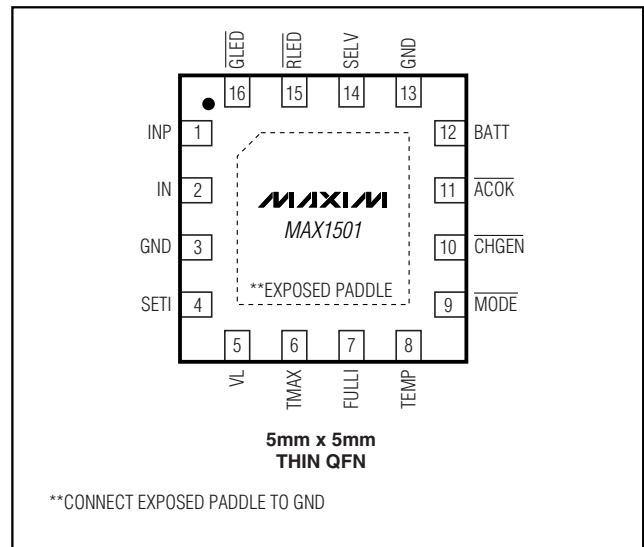 GLED RLED SELV GND
16 15 14 13
INP 1 12 BATT
IN 2 11 ACOK
MAXIM
MAX1501
GND 3 10 CHGEN
**EXPOSED PADDLE
SETI 4 9 MODE
5 6 7 8
VL TMAX FULLI TEMP
5mm x 5mm
THIN QFN
**CONNECT EXPOSED PADDLE TO GND